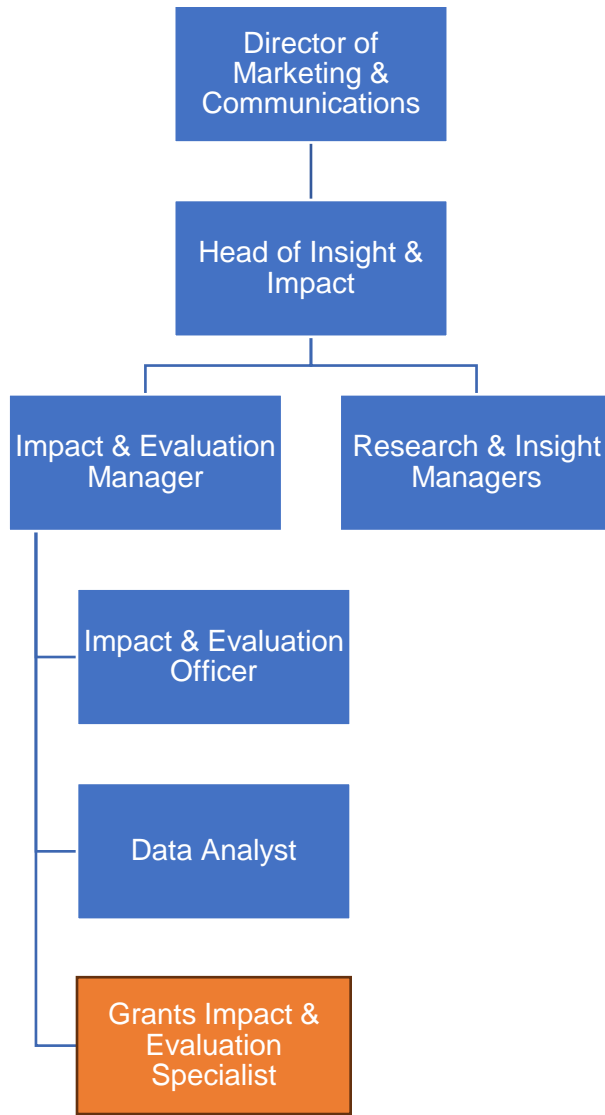 Director of
Marketing &
Communications
Head of Insight &
Impact
Impact & Evaluation
Manager
Research & Insight
Managers
Impact & Evaluation
Officer
Data Analyst
Grants Impact &
Evaluation
Specialist